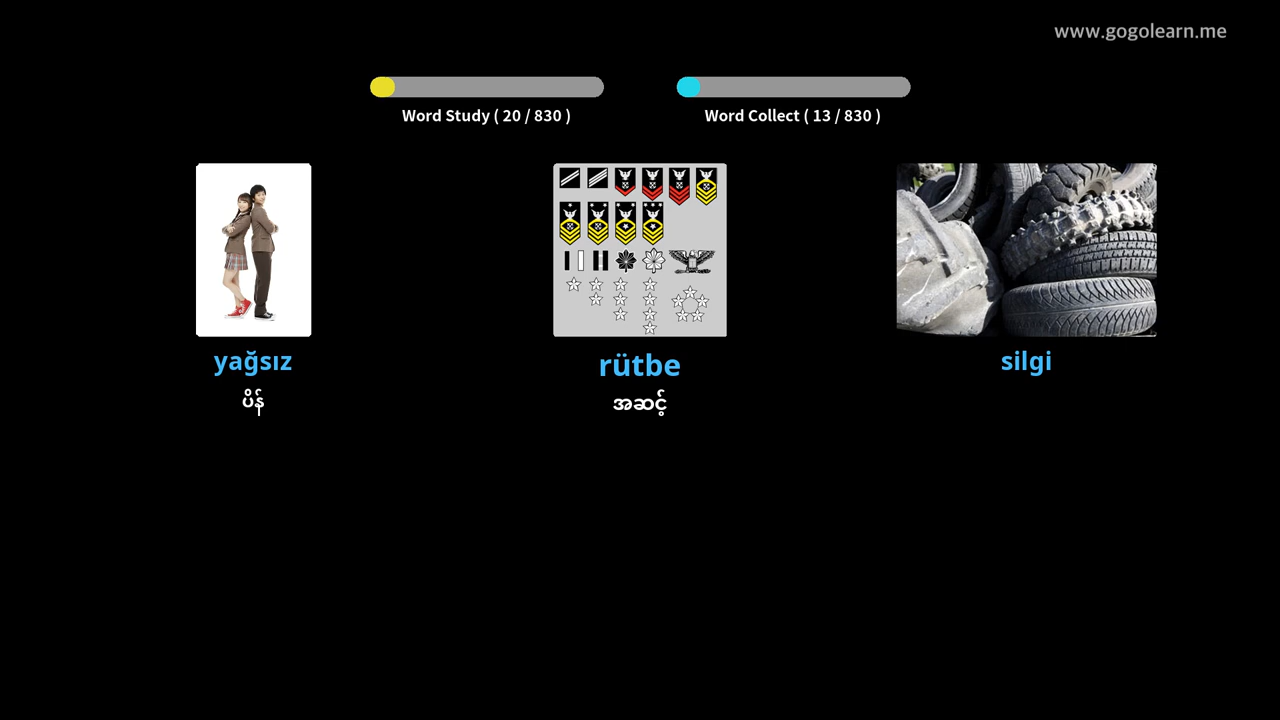 www.gogolearn.me
Word Study ( 20 / 830 )
Word Collect ( 13 / 830 )
yağsız
rütbe
silgi
ပိန်
အဆင့်